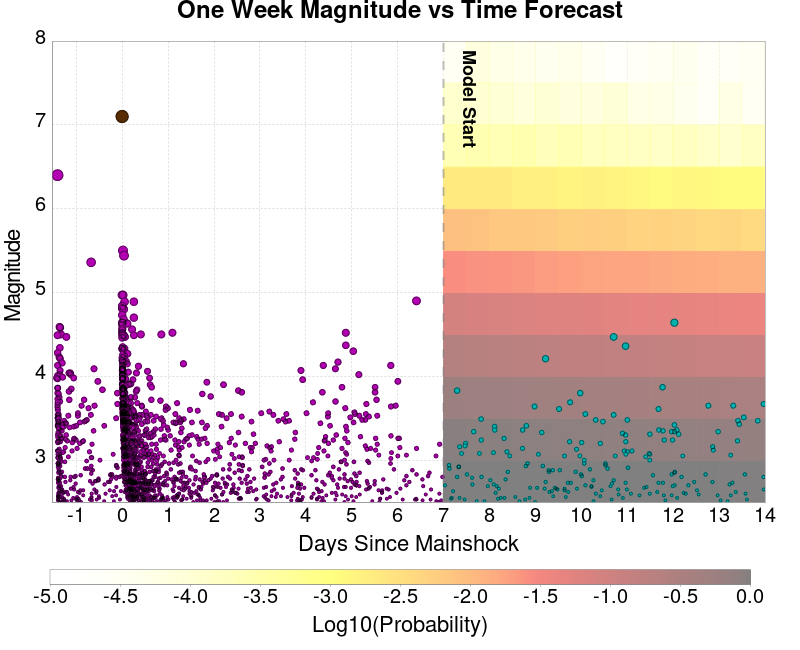 One Week Magnitude vs Time Forecast
8
7
6
5
4
3
Magnitude
Model Start
-1 0 1 2 3 4 5 6 7 8 9 10 11 12 13 14
Days Since Mainshock
-5.0 -4.5 -4.0 -3.5 -3.0 -2.5 -2.0 -1.5 -1.0 -0.5 0.0
Log10(Probability)